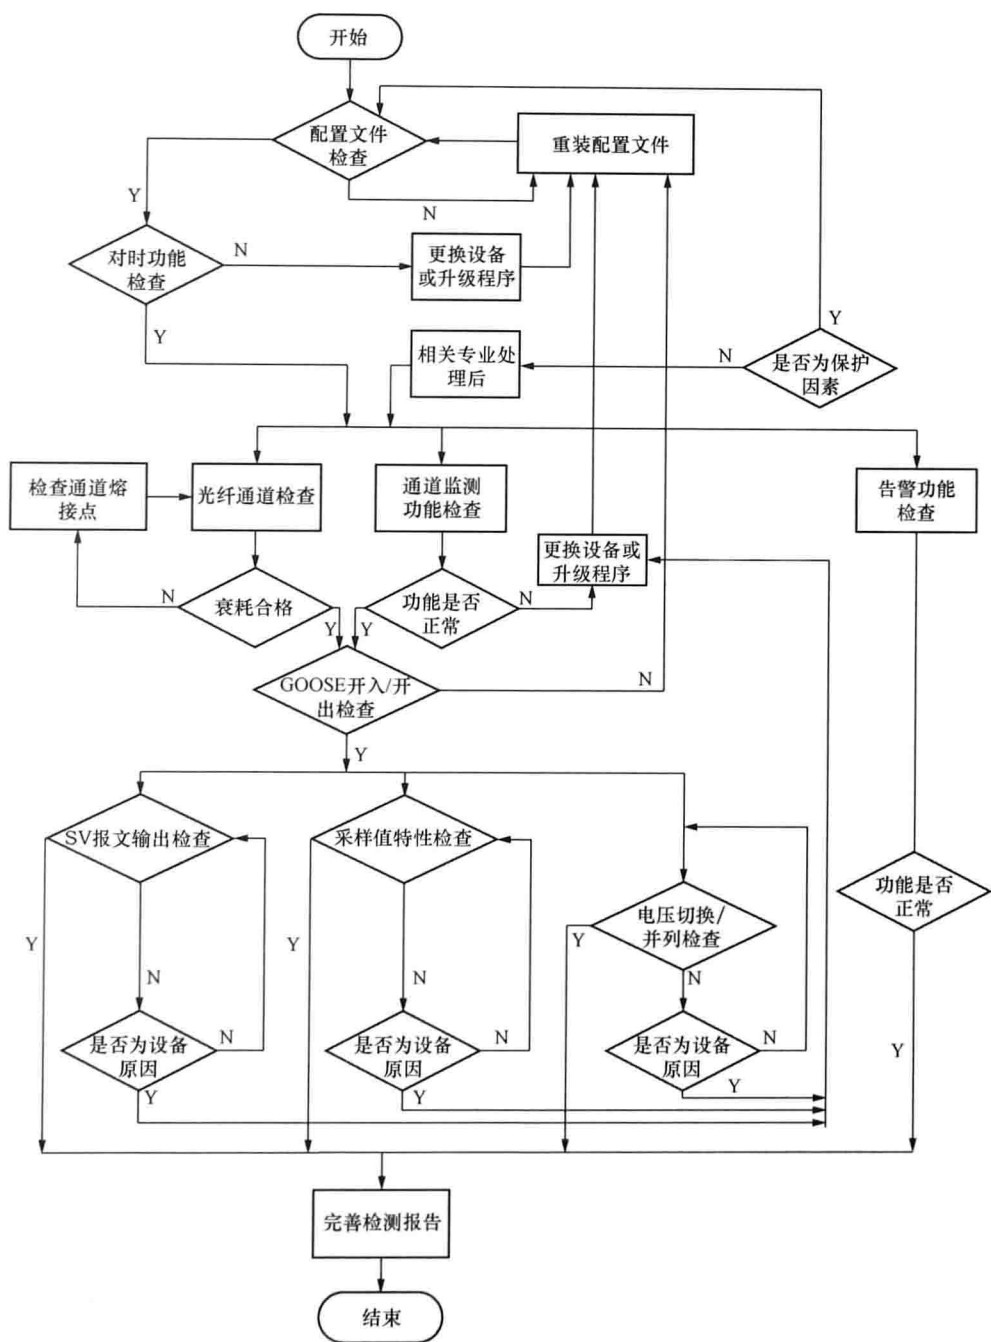 开始
配置文件
检查
重装配置文件
Y
N
对时功能
检查
N
更换设备
或升级程序
Y
Y
相关专业处
理后
N
是否为保护
因素
检查通道熔
接点
光纤通道检查
通道监测
功能检查
告警功能
检查
更换设备或
升级程序
N
衰耗合格
Y
Y
功能是否
正常
N
GOOSE开入/开
出检查
N
Y
SV报文输出检查
采样值特性检查
功能是否
正常
电压切换/
并列检查
Y
Y
Y
N
N
N
是否为设备
原因
N
是否为设备
原因
N
是否为设备
原因
N
Y
Y
Y
Y
完善检测报告
结束